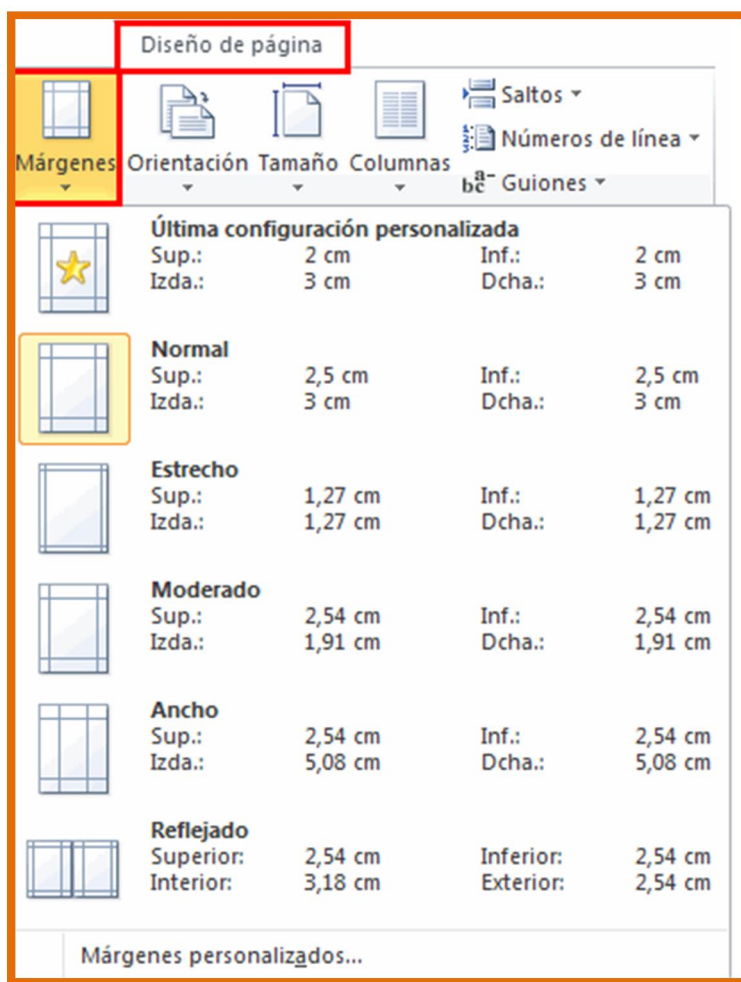 Diseño de página
Márgenes
Orientación
Tamaño
Columnas
Saltos
Números de línea
Guiones
Última configuración personalizada
Sup.: 2 cm Inf.: 2 cm
Izda.: 3 cm Dcha.: 3 cm
Normal
Sup.: 2,5 cm Inf.: 2,5 cm
Izda.: 3 cm Dcha.: 3 cm
Estrecho
Sup.: 1,27 cm Inf.: 1,27 cm
Izda.: 1,27 cm Dcha.: 1,27 cm
Moderado
Sup.: 2,54 cm Inf.: 2,54 cm
Izda.: 1,91 cm Dcha.: 1,91 cm
Ancho
Sup.: 2,54 cm Inf.: 2,54 cm
Izda.: 5,08 cm Dcha.: 5,08 cm
Reflejado
Superior: 2,54 cm Inferior: 2,54 cm
Interior: 3,18 cm Exterior: 2,54 cm
Márgenes personalizados...